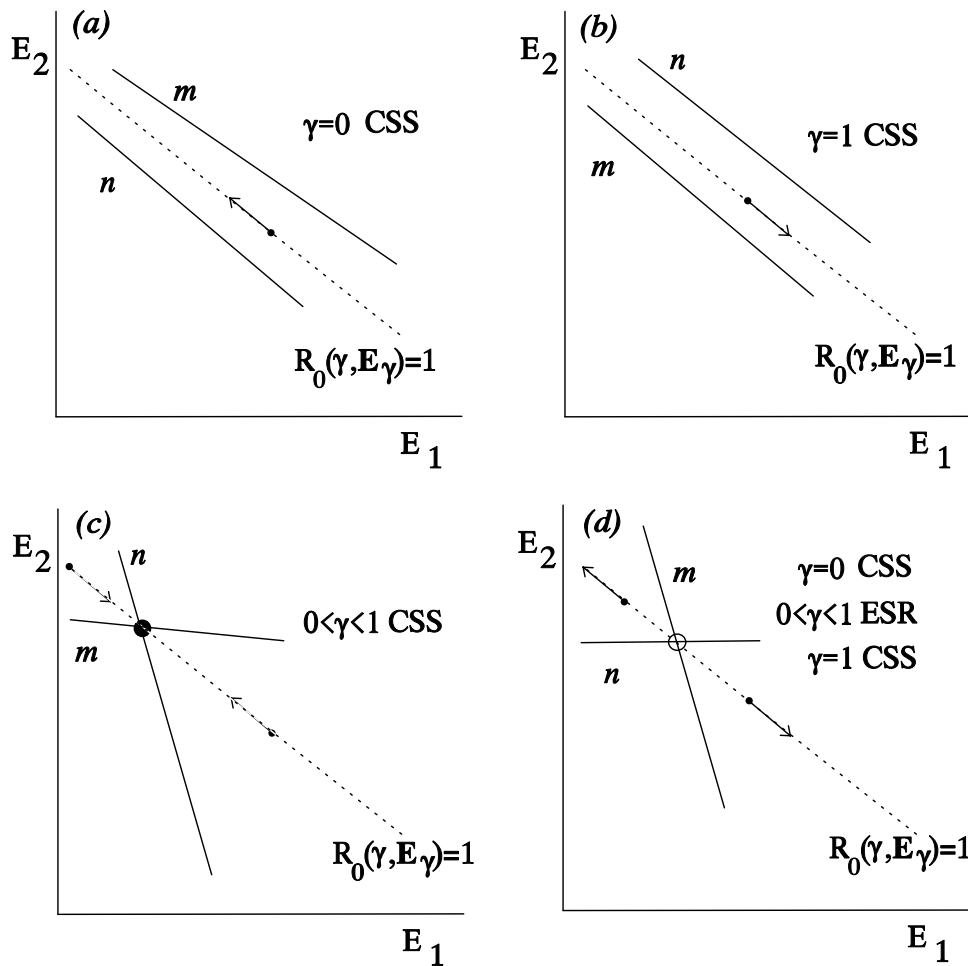 (a)
E2
m
n
γ=0 CSS
R0(γ,Eγ)=1
E1
(b)
E2
n
m
γ=1 CSS
R0(γ,Eγ)=1
E1
(c)
E2
n
m
0<γ<1 CSS
R0(γ,Eγ)=1
E1
(d)
E2
m
n
γ=0 CSS
0<γ<1 ESR
γ=1 CSS
R0(γ,Eγ)=1
E1